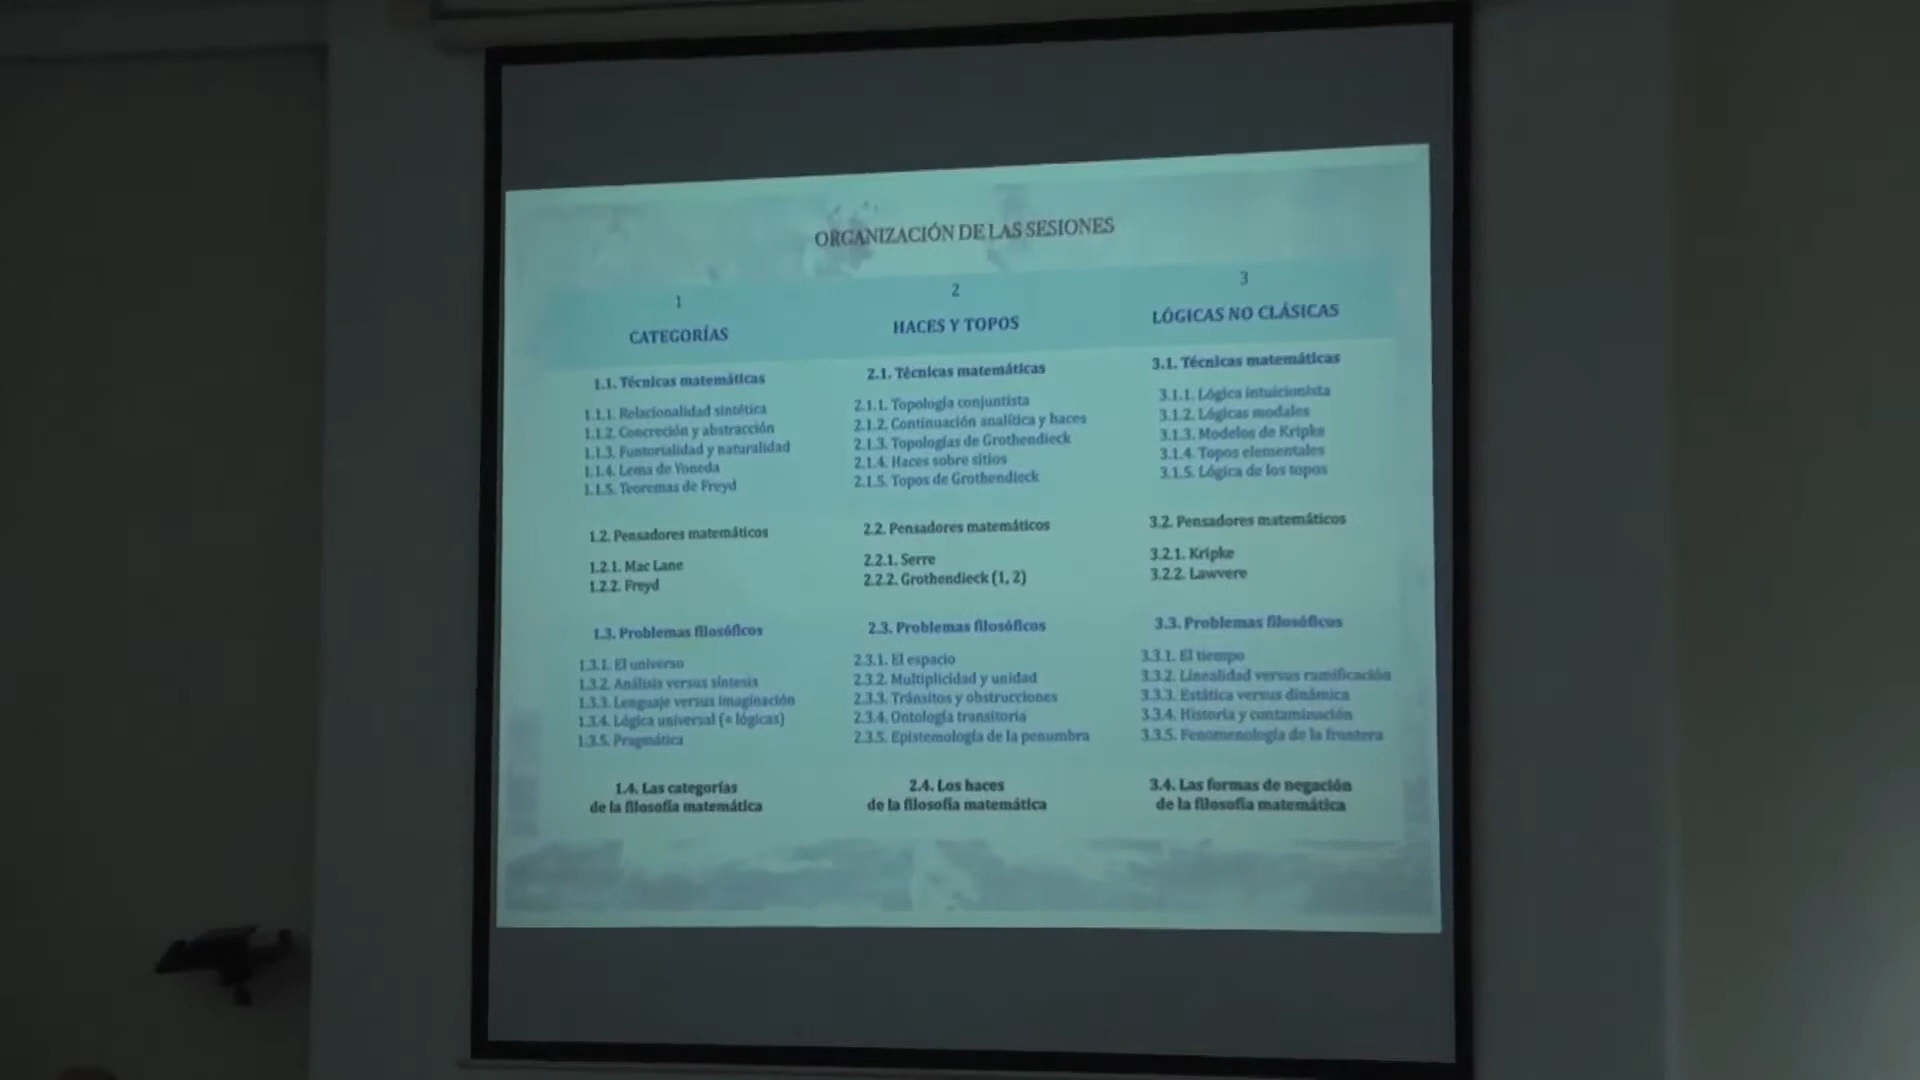 ORGANIZACIÓN DE LAS SESIONES
1
CATEGORÍAS
1.1. Técnicas matemáticas
1.1.1. Relacionalidad sintética
1.1.2. Concreción y abstracción
1.1.3. Funtorialidad y naturalidad
1.1.4. Lema de Yoneda
1.1.5. Teoremas de Freyd
1.2. Pensadores matemáticos
1.2.1. Mac Lane
1.2.2. Freyd
1.3. Problemas filosóficos
1.3.1. El universo
1.3.2. Análisis versus síntesis
1.3.3. Lenguaje versus imaginación
1.3.4. Lógica universal (+ lógicas)
1.3.5. Pragmática
1.4. Las categorías
de la filosofía matemática
2
HACES Y TOPOS
2.1. Técnicas matemáticas
2.1.1. Topología conjuntista
2.1.2. Continuación analítica y haces
2.1.3. Topologías de Grothendieck
2.1.4. Haces sobre sitios
2.1.5. Topos de Grothendieck
2.2. Pensadores matemáticos
2.2.1. Serre
2.2.2. Grothendieck (1, 2)
2.3. Problemas filosóficos
2.3.1. El espacio
2.3.2. Multiplicidad y unidad
2.3.3. Tránsitos y obstrucciones
2.3.4. Ontología transitoria
2.3.5. Epistemología de la penumbra
2.4. Los haces
de la filosofía matemática
3
LÓGICAS NO CLÁSICAS
3.1. Técnicas matemáticas
3.1.1. Lógica intuicionista
3.1.2. Lógicas modales
3.1.3. Modelos de Kripke
3.1.4. Topos elementales
3.1.5. Lógica de los topos
3.2. Pensadores matemáticos
3.2.1. Kripke
3.2.2. Lawvere
3.3. Problemas filosóficos
3.3.1. El tiempo
3.3.2. Linealidad versus ramificación
3.3.3. Estática versus dinámica
3.3.4. Historia y contaminación
3.3.5. Fenomenología de la frontera
3.4. Las formas de negación
de la filosofía matemática